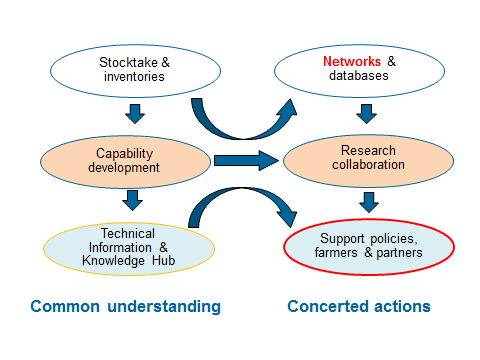 Stocktake &
inventories
Networks &
databases
Capability
development
Research
collaboration
Technical
Information &
Knowledge Hub
Support policies,
farmers & partners
Common understanding
Concerted actions